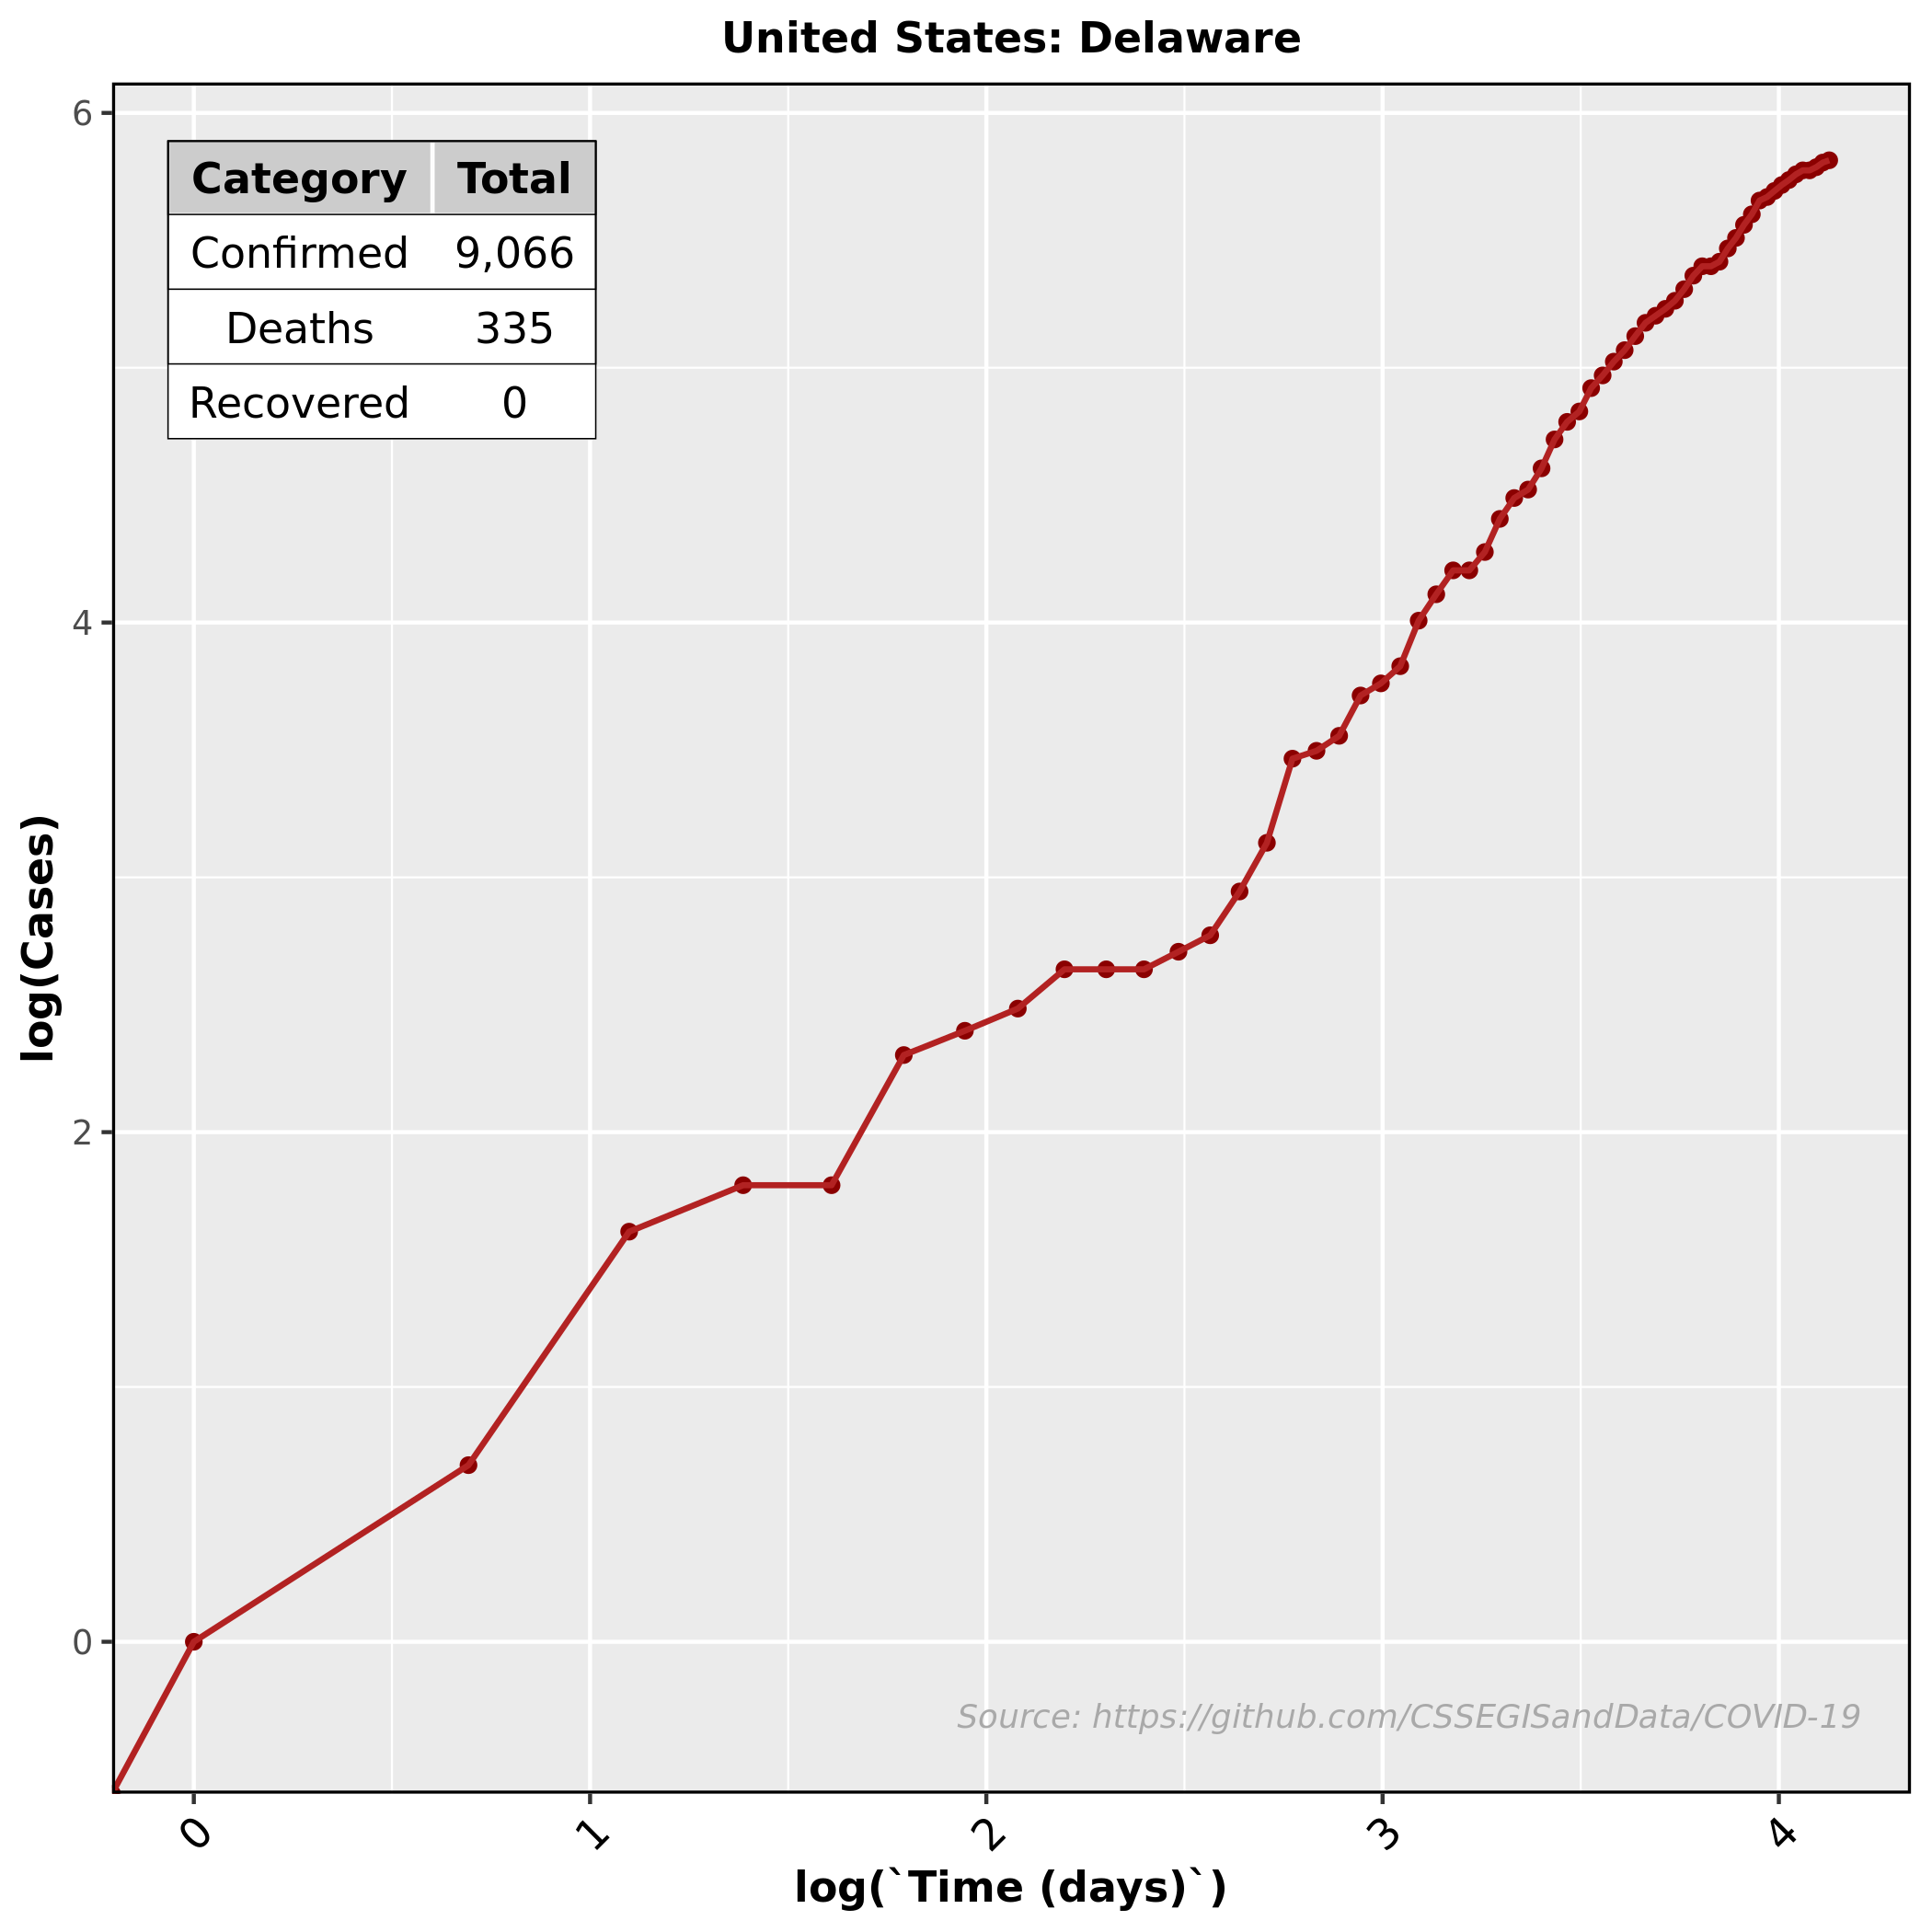 United States: Delaware
6
Category Total
Confirmed 9,066
Deaths 335
Recovered 0
4
log(Cases)
2
0
Source: https://github.com/CSSEGISandData/COVID-19
0 1 2 3 4
log(`Time (days)`)